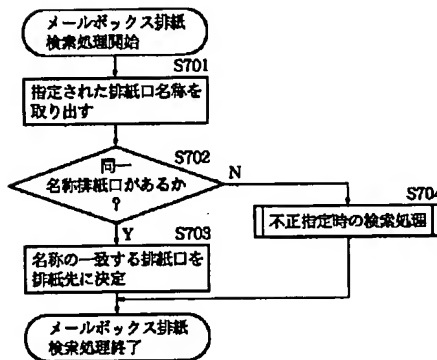 メールボックス排紙
検索処理開始
S701
指定された排紙口名称を
取り出す
S702
同一
名称排紙口があるか
?
N
Y
S704
不正指定時の検索処理
S703
名称の一致する排紙口を
排紙先に決定
メールボックス排紙
検索処理終了